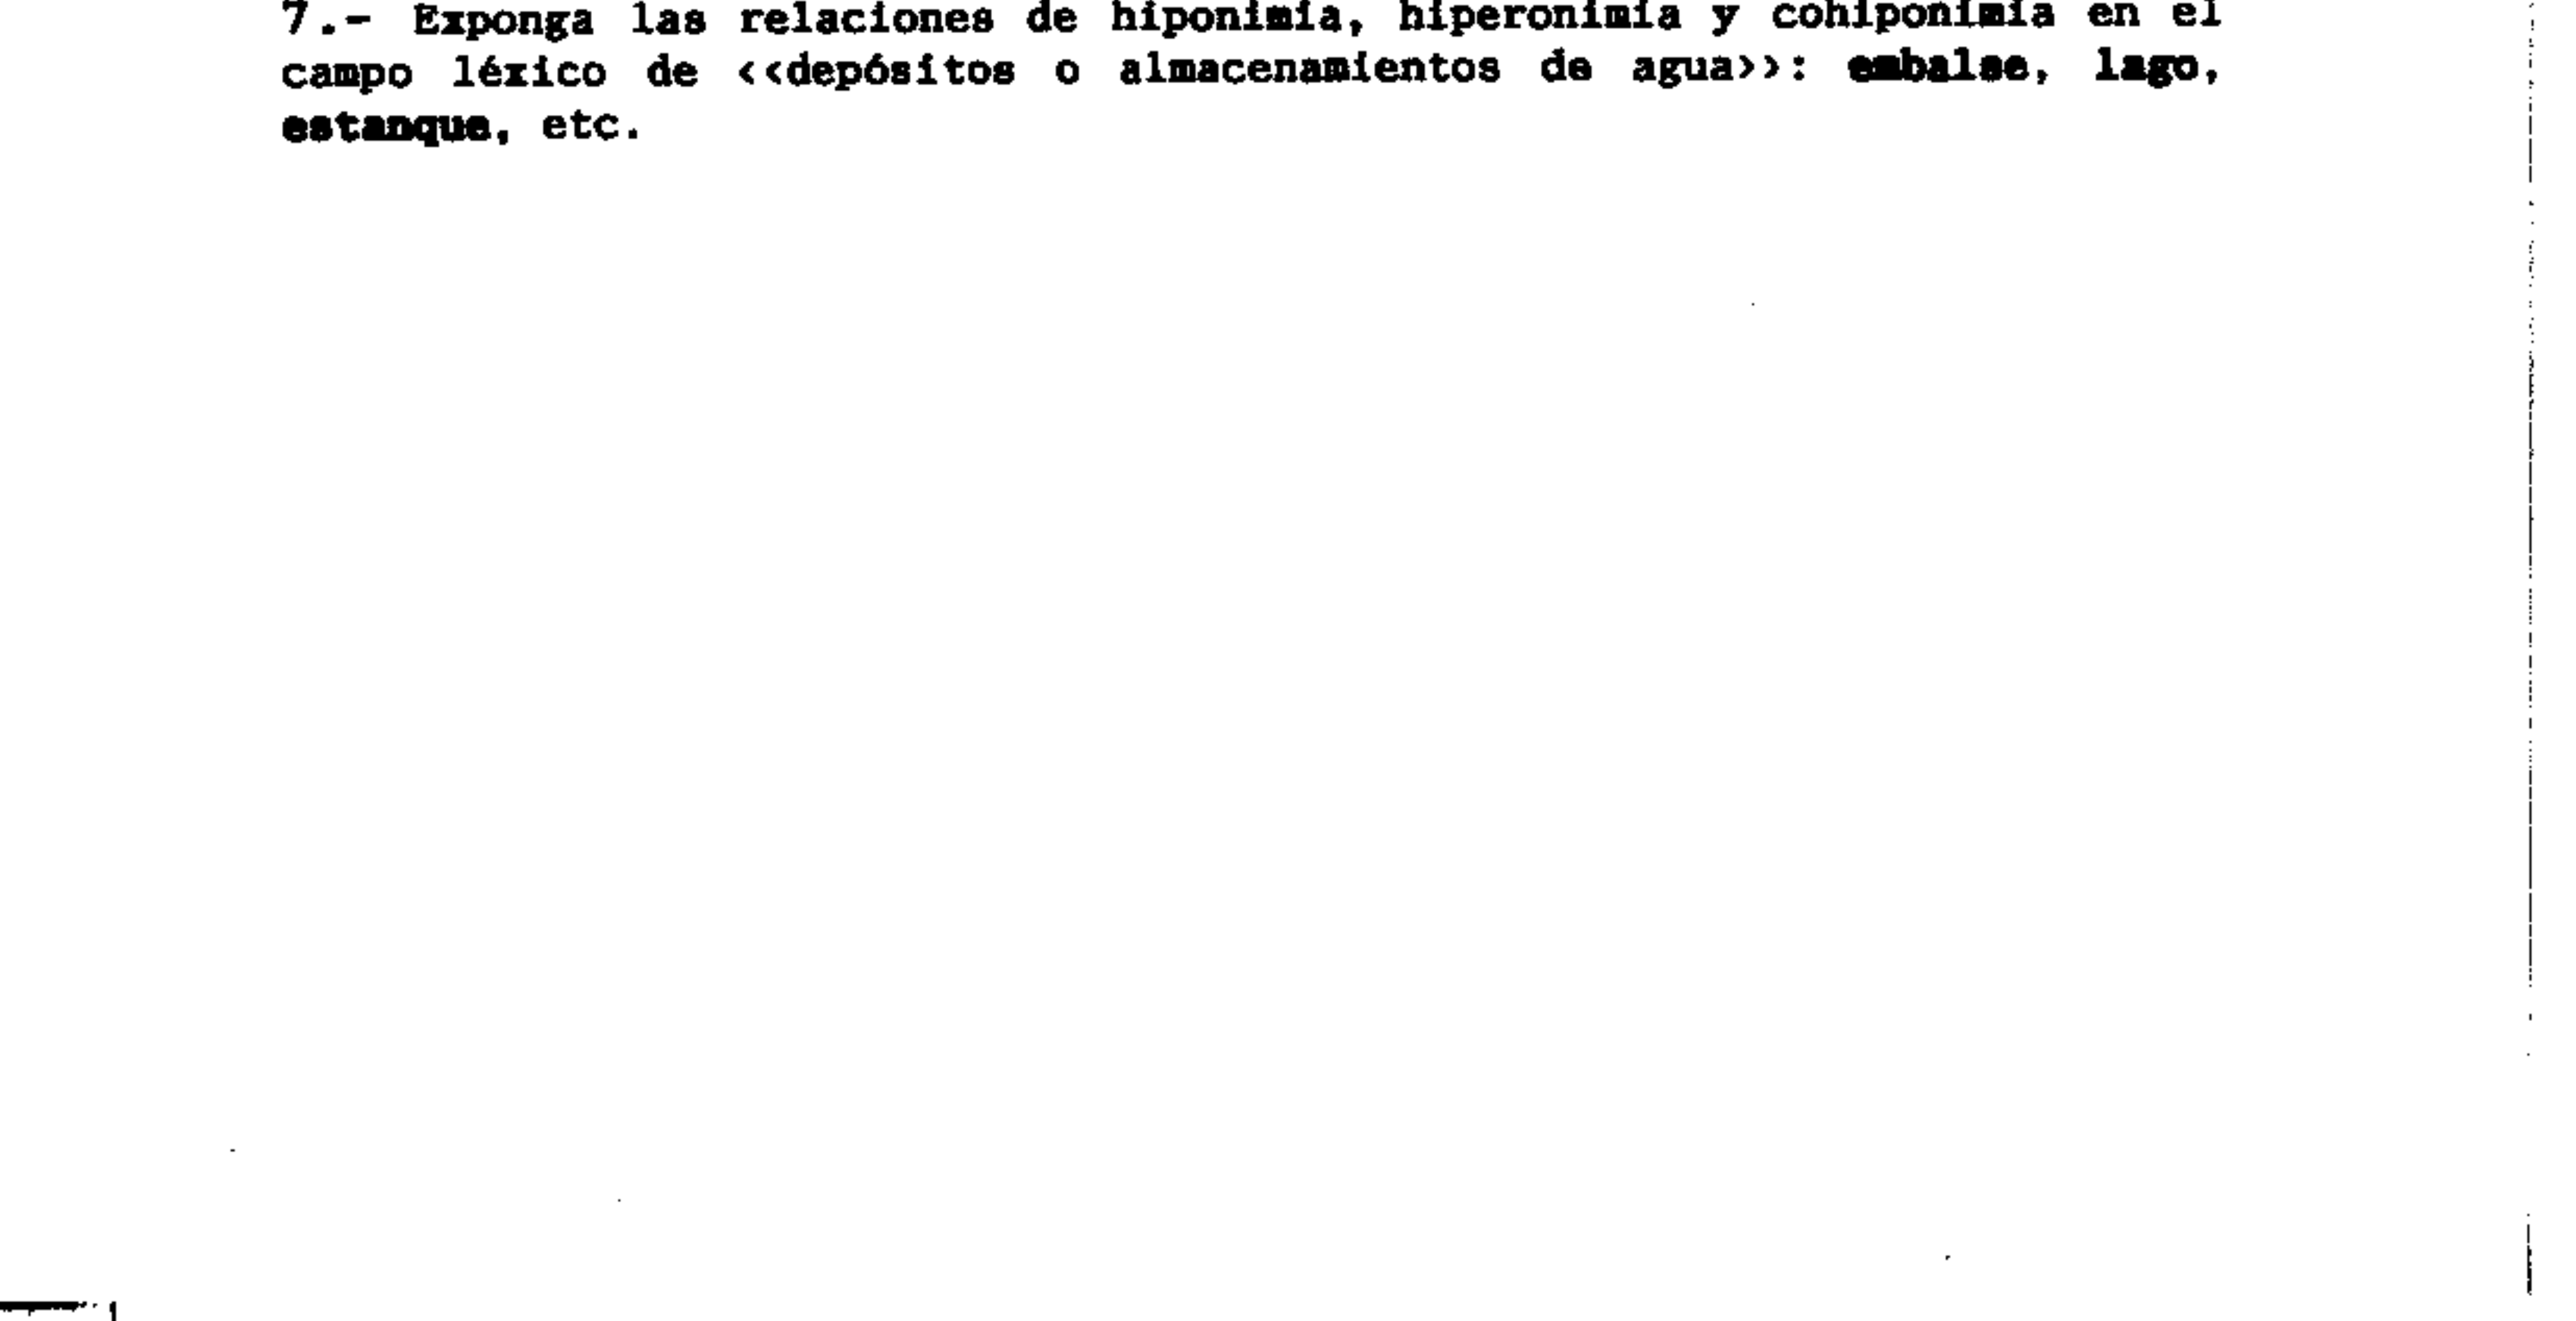 7.- Exponga las relaciones de hiponimia, hiperonimia y cohiponimia en el
campo léxico de <<depósitos o almacenamientos de agua>>: embalse, lago,
estanque, etc.